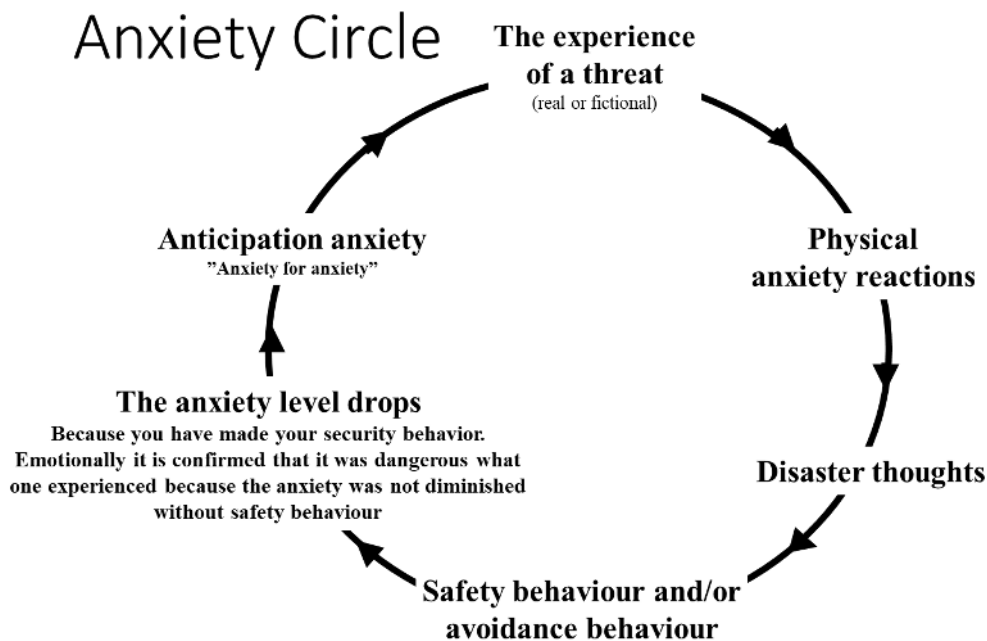 Anxiety Circle
The experience
of a threat
(real or fictional)
Physical
anxiety reactions
Disaster thoughts
Safety behaviour and/or
avoidance behaviour
The anxiety level drops
Because you have made your security behavior.
Emotionally it is confirmed that it was dangerous what
one experienced because the anxiety was not diminished
without safety behaviour
Anticipation anxiety
”Anxiety for anxiety”